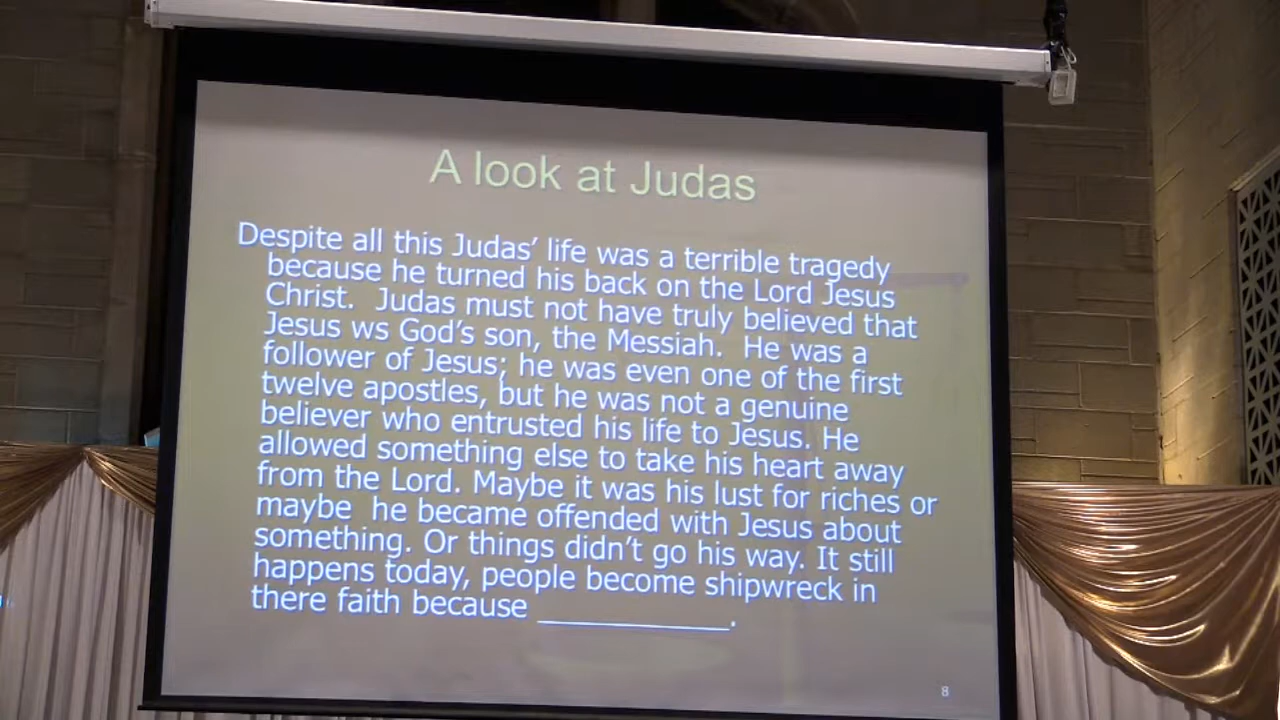 A look at Judas
Despite all this Judas' life was a terrible tragedy
because he turned his back on the Lord Jesus
Christ.  Judas must not have truly believed that
Jesus ws God's son, the Messiah.  He was a
follower of Jesus; he was even one of the first
twelve apostles, but he was not a genuine
believer who entrusted his life to Jesus. He
allowed something else to take his heart away
from the Lord. Maybe it was his lust for riches or
maybe  he became offended with Jesus about
something. Or things didn't go his way. It still
happens today, people become shipwreck in
there faith because ____________.
8